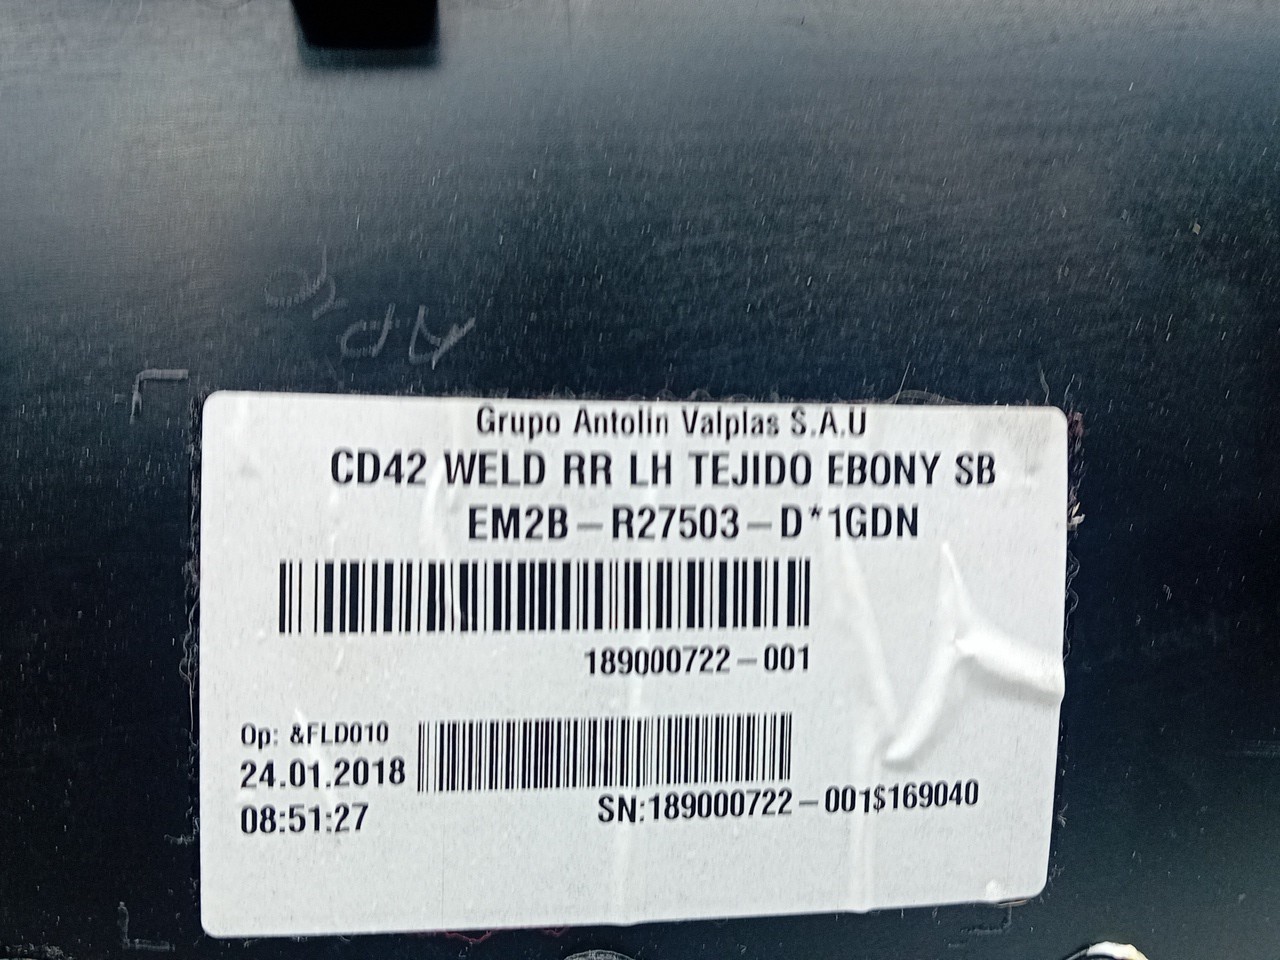 Grupo Antolin Valplas S.A.U
CD42 WELD RR LH TEJIDO EBONY SB
EM2B-R27503-D*1GDN
189000722-001
Op: &FLD010
24.01.2018
08:51:27
SN:189000722-001$169040